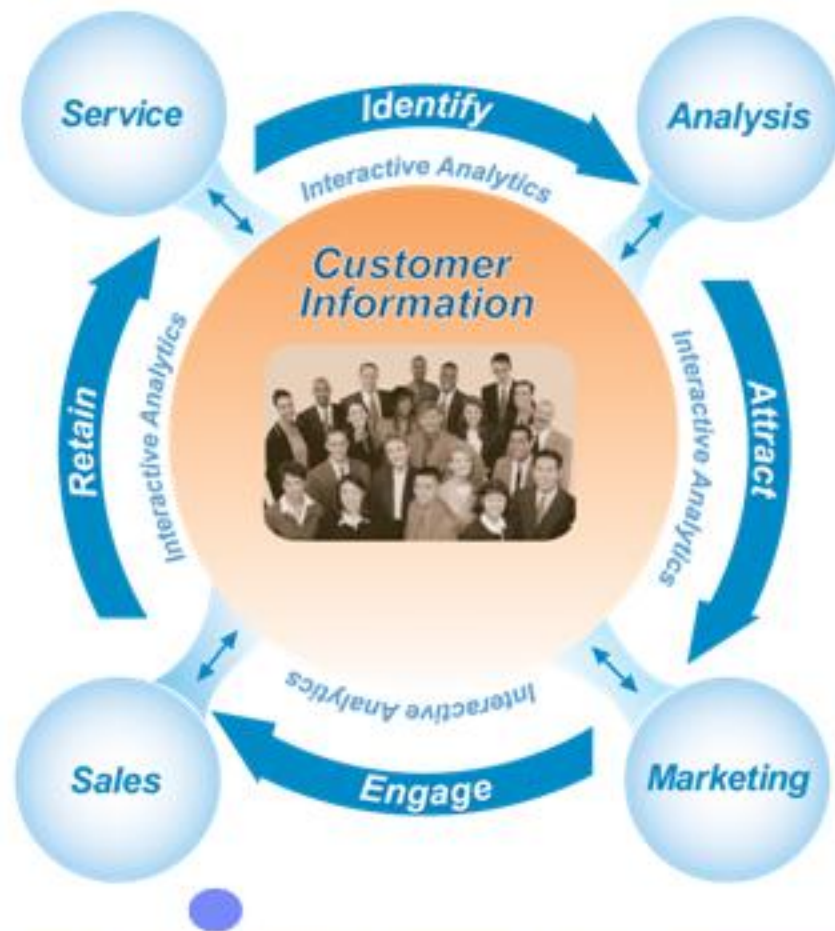 Service
Identify
Analysis
Interactive Analytics
Customer
Information
Retain
Interactive Analytics
Interactive Analytics
Attract
Interactive Analytics
Sales
Engage
Marketing